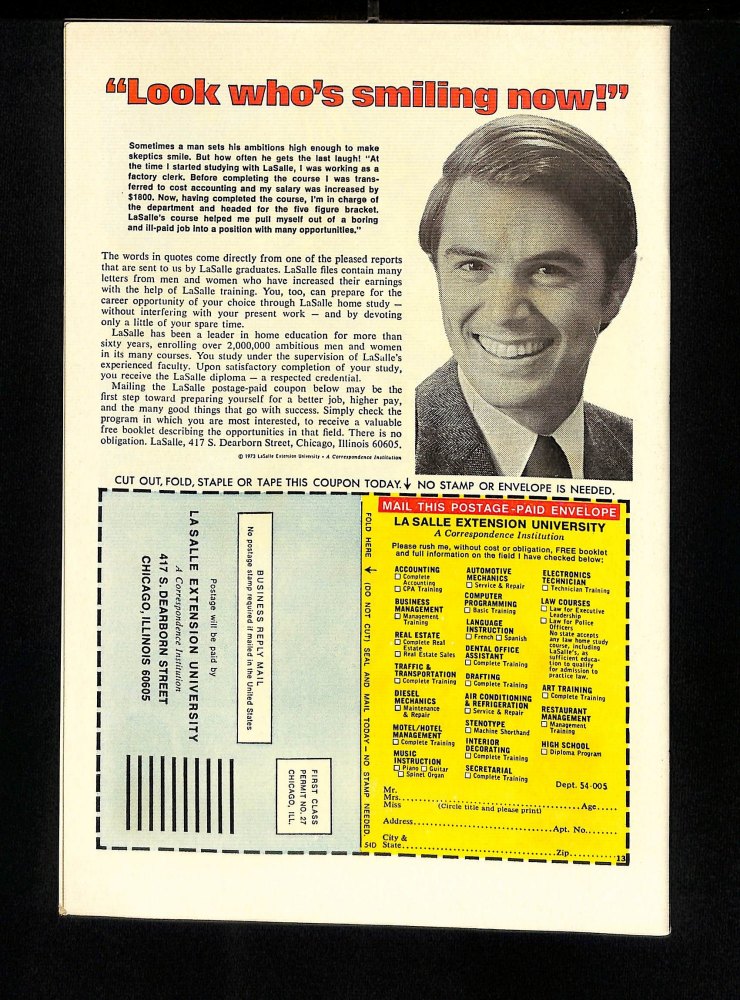 “Look who’s smiling now!”
Sometimes a man sets his ambitions high enough to make
skeptics smile. But how often he gets the last laugh! “At
the time I started studying with LaSalle, I was working as a
factory clerk. Before completing the course I was trans-
ferred to cost accounting and my salary was increased by
$1800. Now, having completed the course, I’m in charge of
the department and headed for the five figure bracket.
LaSalle’s course helped me pull myself out of a boring
and ill-paid job into a position with many opportunities.”
The words in quotes come directly from one of the pleased reports
that are sent to us by LaSalle graduates. LaSalle files contain many
letters from men and women who have increased their earnings
with the help of LaSalle training. You, too, can prepare for the
career opportunity of your choice through LaSalle home study —
without interfering with your present work — and by devoting
only a little of your spare time.
LaSalle has been a leader in home education for more than
sixty years, enrolling over 2,000,000 ambitious men and women
in its many courses. You study under the supervision of LaSalle’s
experienced faculty. Upon satisfactory completion of your study,
you receive the LaSalle diploma — a respected credential.
Mailing the LaSalle postage-paid coupon below may be the
first step toward preparing yourself for a better job, higher pay,
and the many good things that go with success. Simply check the
program in which you are most interested, to receive a valuable
free booklet describing the opportunities in that field. There is no
obligation. LaSalle, 417 S. Dearborn Street, Chicago, Illinois 60605.
© 1973 LaSalle Extension University • A Correspondence Institution
CUT OUT, FOLD, STAPLE OR TAPE THIS COUPON TODAY. ↓ NO STAMP OR ENVELOPE IS NEEDED.
FIRST CLASS
PERMIT NO. 27
CHICAGO, ILL.
BUSINESS REPLY MAIL
No postage stamp required if mailed in the United States
Postage will be paid by
LA SALLE EXTENSION UNIVERSITY
A Correspondence Institution
417 S. DEARBORN STREET
CHICAGO, ILLINOIS 60605
FOLD HERE ← (DO NOT CUT) SEAL AND MAIL TODAY — NO STAMP NEEDED.
54D
MAIL THIS POSTAGE-PAID ENVELOPE
LA SALLE EXTENSION UNIVERSITY
A Correspondence Institution
Please rush me, without cost or obligation, FREE booklet
and full information on the field I have checked below:
ACCOUNTING
☐ Complete
Accounting
☐ CPA Training
BUSINESS
MANAGEMENT
☐ Management
Training
REAL ESTATE
☐ Complete Real
Estate
☐ Real Estate Sales
TRAFFIC &
TRANSPORTATION
☐ Complete Training
DIESEL
MECHANICS
☐ Maintenance
& Repair
MOTEL/HOTEL
MANAGEMENT
☐ Complete Training
MUSIC
INSTRUCTION
☐ Piano ☐ Guitar
☐ Spinet Organ
AUTOMOTIVE
MECHANICS
☐ Service & Repair
COMPUTER
PROGRAMMING
☐ Basic Training
LANGUAGE
INSTRUCTION
☐ French ☐ Spanish
DENTAL OFFICE
ASSISTANT
☐ Complete Training
DRAFTING
☐ Complete Training
AIR CONDITIONING
& REFRIGERATION
☐ Service & Repair
STENOTYPE
☐ Machine Shorthand
INTERIOR
DECORATING
☐ Complete Training
SECRETARIAL
☐ Complete Training
ELECTRONICS
TECHNICIAN
☐ Technician Training
LAW COURSES
☐ Law for Executive
Leadership
☐ Law for Police
Officers
No state accepts
any law home study
course, including
LaSalle’s, as
sufficient educa-
tion to qualify
for admission to
practice law.
ART TRAINING
☐ Complete Training
RESTAURANT
MANAGEMENT
☐ Management
Training
HIGH SCHOOL
☐ Diploma Program
Dept. 54-005
Mr.
Mrs.................................Age......
Miss (Circle title and please print)
Address.............................Apt. No......
City &
State...............................Zip..........
13